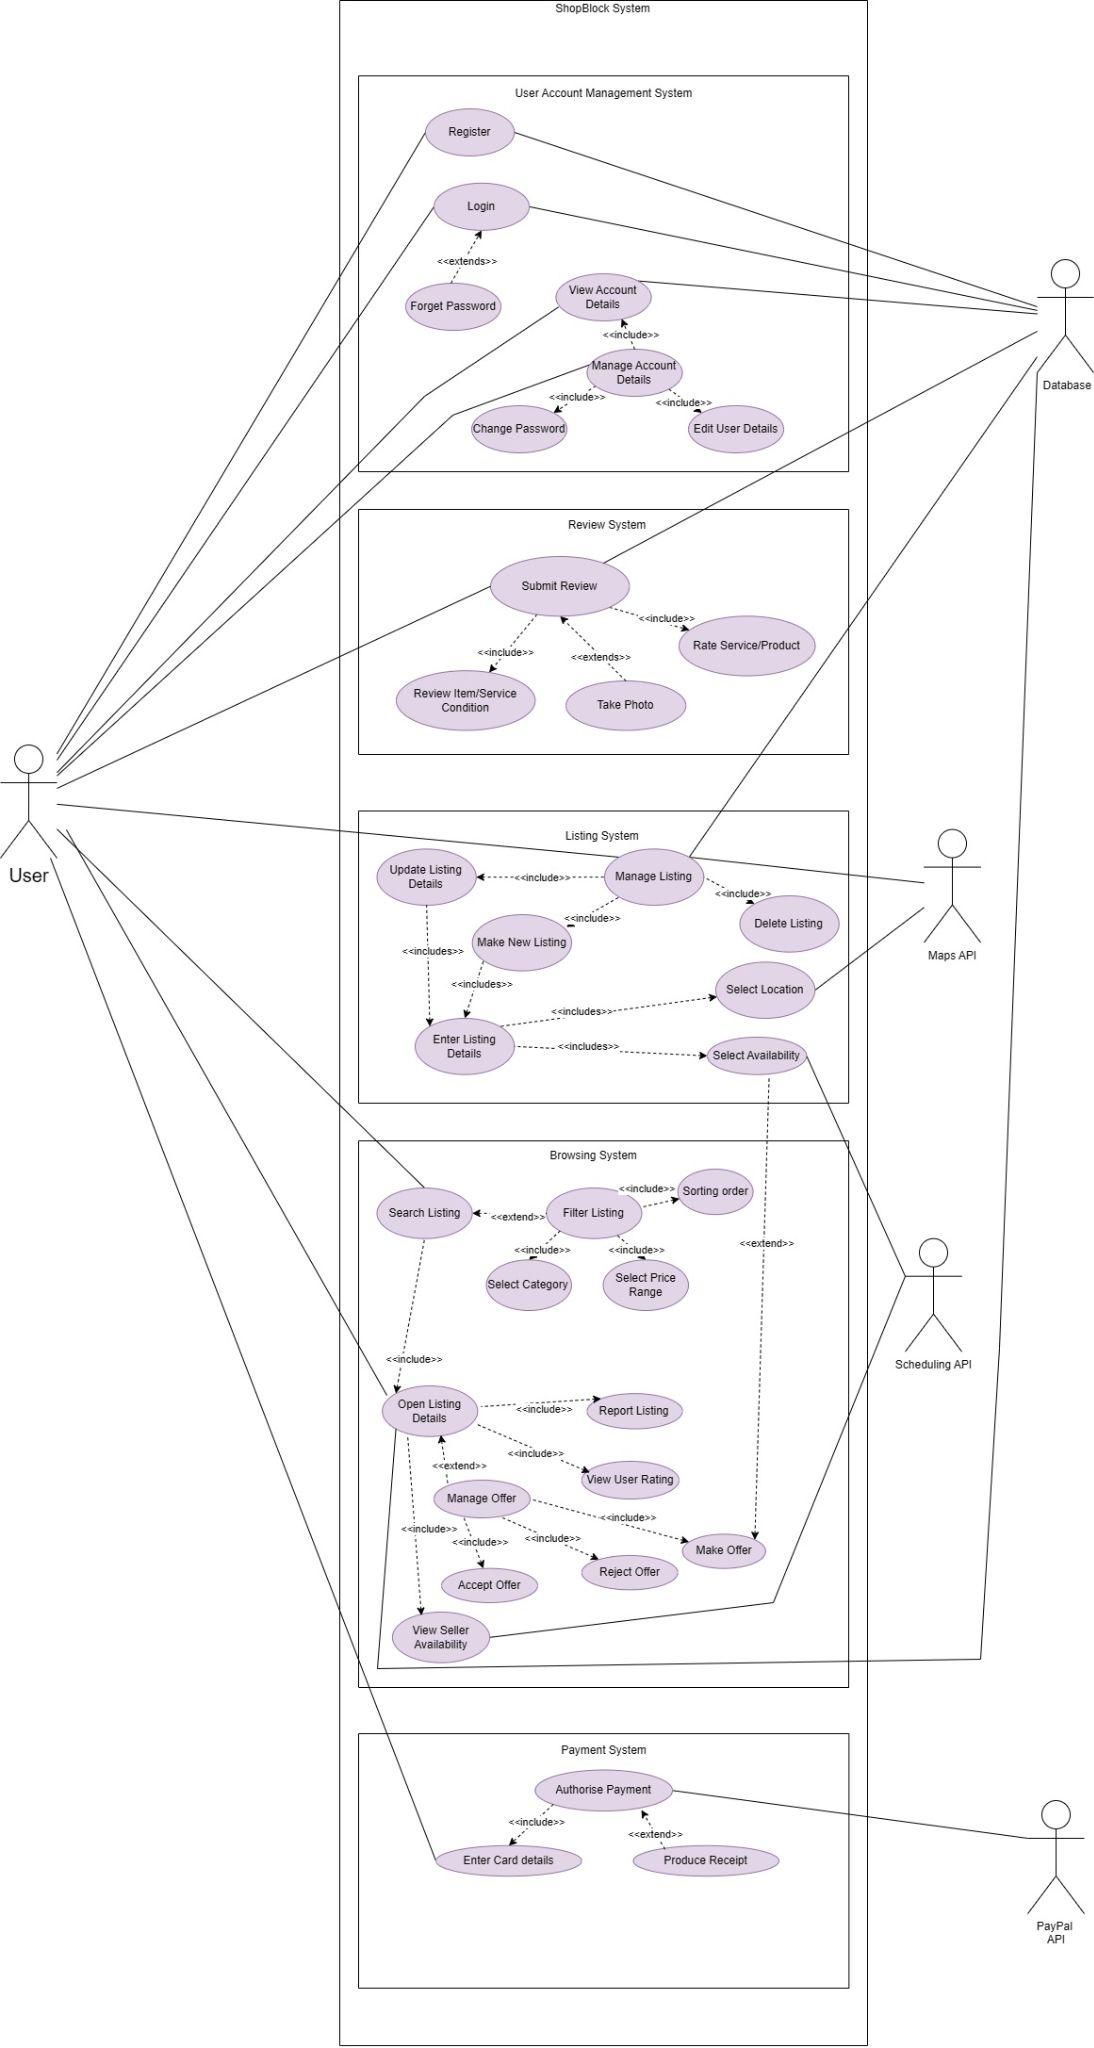 ShopBlock System
User Account Management System
Register
Login
<<extends>>
Forget Password
View Account
Details
<<include>>
Manage Account
Details
<<include>>
<<include>>
Change Password
Edit User Details
Database
Review System
Submit Review
<<include>>
<<include>>
<<extends>>
Rate Service/Product
Review Item/Service
Condition
Take Photo
User
Listing System
Update Listing
Details
<<include>>
Manage Listing
<<include>>
<<include>>
Delete Listing
Make New Listing
<<includes>>
<<includes>>
Maps API
Select Location
<<includes>>
Enter Listing
Details
<<includes>>
Select Availability
Browsing System
Search Listing
<<extend>>
Filter Listing
<<include>>
Sorting order
<<include>>
<<include>>
<<extend>>
Select Category
Select Price
Range
Scheduling API
<<include>>
Open Listing
Details
<<include>>
Report Listing
<<include>>
View User Rating
<<extend>>
Manage Offer
<<include>>
<<include>>
<<include>>
<<include>>
Make Offer
Accept Offer
Reject Offer
View Seller
Availability
Payment System
Authorise Payment
<<include>>
<<extend>>
Enter Card details
Produce Receipt
PayPal
API